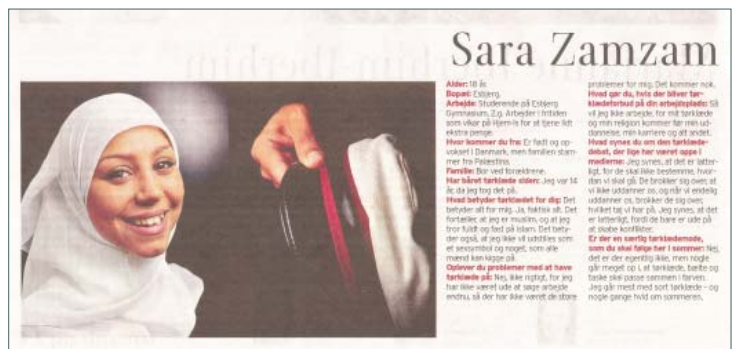 Sara Zamzam
Alder: 18 år.
Bopæl: Esbjerg.
Arbejde: Studerende på Esbjerg
Gymnasium, 2.g. Arbejder i fritiden
som vikar på Hjem-Is for at tjene lidt
ekstra penge.
Hvor kommer du fra: Er født og op-
vokset i Danmark, men familien stam-
mer fra Palæstina.
Familie: Bor ved forældrene.
Har båret tørklæde siden: Jeg var 14
år, da jeg tog det på.
Hvad betyder tørklædet for dig: Det
betyder alt for mig. Ja, faktisk alt. Det
fortæller, at jeg er muslim, og at jeg
tror fuldt og fast på islam. Det bety-
der også, at jeg ikke vil udstilles som
et sexsymbol og noget, som alle
mænd kan kigge på.
Oplever du problemer med at have
tørklæde på: Nej, ikke rigtigt, for jeg
har ikke været ude at søge arbejde
endnu, så der har ikke været de store
problemer for mig. Det kommer nok.
Hvad gør du, hvis der bliver tør-
klædeforbud på din arbejdsplads: Så
vil jeg ikke arbejde, for mit tørklæde
og min religion kommer før min ud-
dannelse, min karriere og alt andet.
Hvad synes du om den tørklæde-
debat, der lige har været oppe i
medierne: Jeg synes, at det er latter-
ligt, for de skal ikke bestemme, hvor-
dan vi skal gå. De brokker sig over, at
vi ikke uddanner os, og når vi endelig
uddanner os, brokker de sig over,
hvilket tøj vi har på. Jeg synes, at det
er latterligt, fordi de bare er ude på
at skabe konflikter.
Er der en særlig tørklædemode,
som du skal følge her i sommer: Nej,
det er der egentlig ikke, men nogle
går meget op i, at tørklæde, bælte og
taske skal passe sammen i farven.
Jeg går mest med sort tørklæde - og
nogle gange hvid om sommeren.